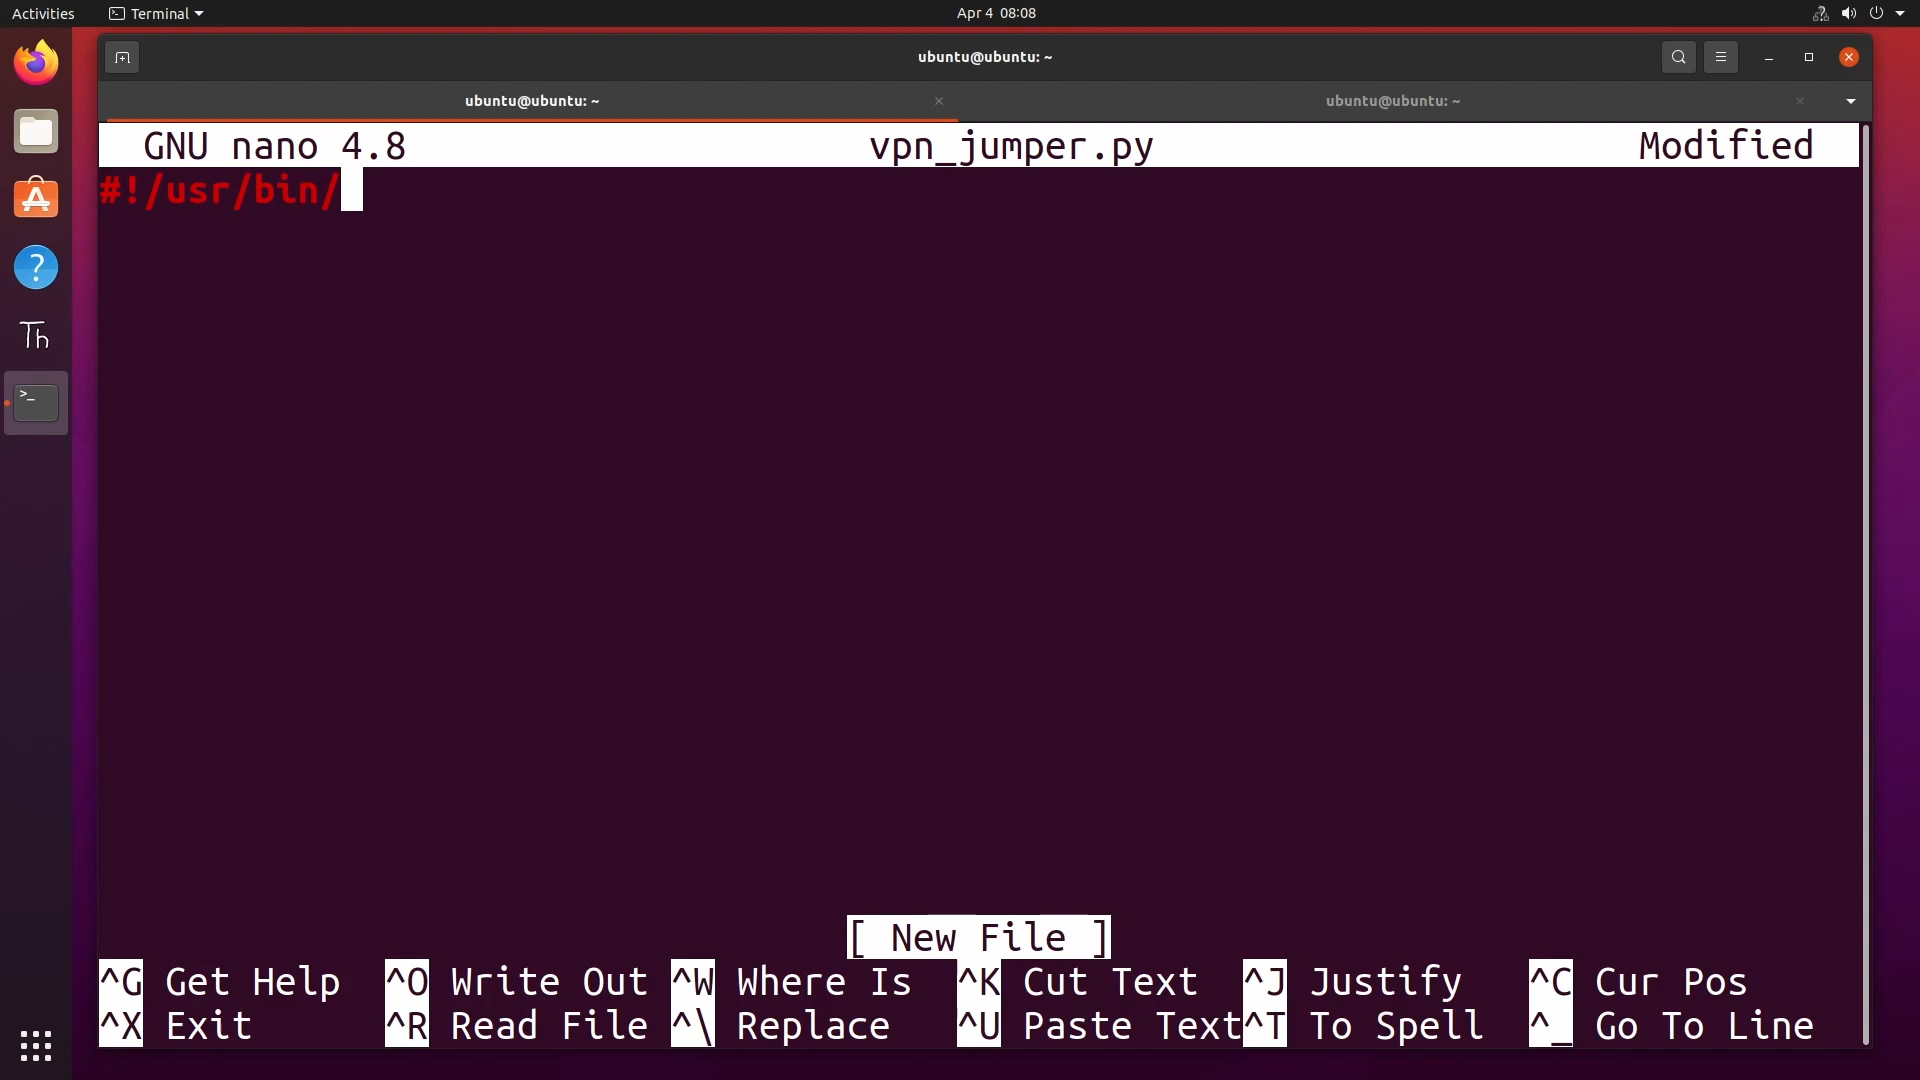 Activities Terminal Apr 4 08:08
ubuntu@ubuntu: ~
ubuntu@ubuntu: ~ ubuntu@ubuntu: ~
GNU nano 4.8 vpn_jumper.py Modified
#!/usr/bin/
Th
>_
[ New File ]
^G Get Help ^O Write Out ^W Where Is ^K Cut Text ^J Justify ^C Cur Pos
^X Exit ^R Read File ^\ Replace ^U Paste Text ^T To Spell ^_ Go To Line